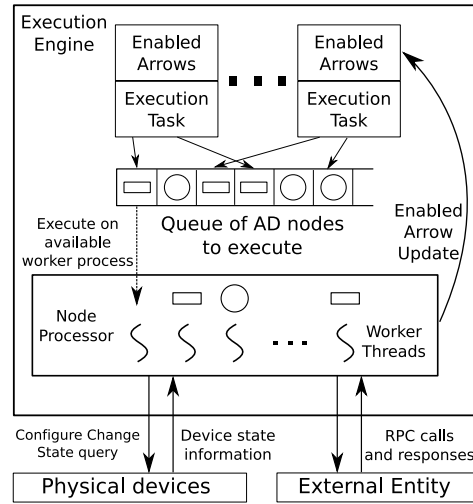 Execution
Engine
Enabled
Arrows
Execution
Task
Enabled
Arrows
Execution
Task
Queue of AD nodes
to execute
Execute on
available
worker process
Enabled
Arrow
Update
Node
Processor
Worker
Threads
Configure Change
State query
Device state
information
RPC calls
and responses
Physical devices
External Entity